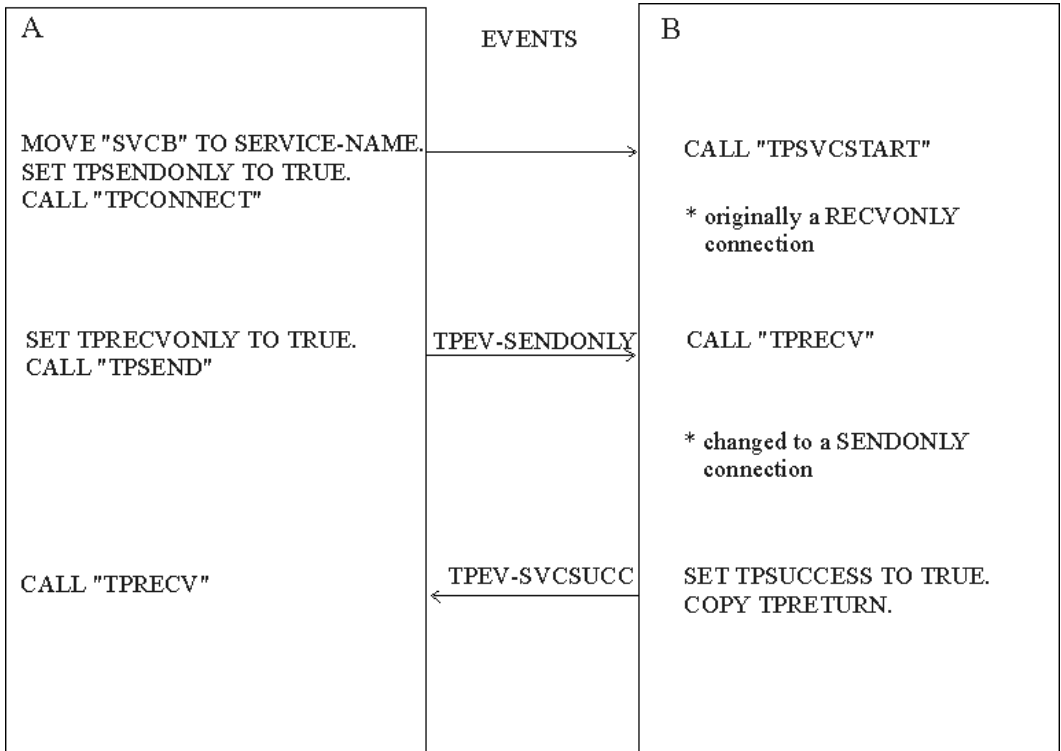 A
EVENTS
B
MOVE "SVCB" TO SERVICE-NAME.
SET TPSENDONLY TO TRUE.
CALL "TPCONNECT"
CALL "TPSVCSTART"
* originally a RECVONLY
connection
SET TPRECVONLY TO TRUE.
CALL "TPSEND"
TPEV-SENDONLY
CALL "TPRECV"
* changed to a SENDONLY
connection
CALL "TPRECV"
TPEV-SVCSUCC
SET TPSUCCESS TO TRUE.
COPY TPRETURN.